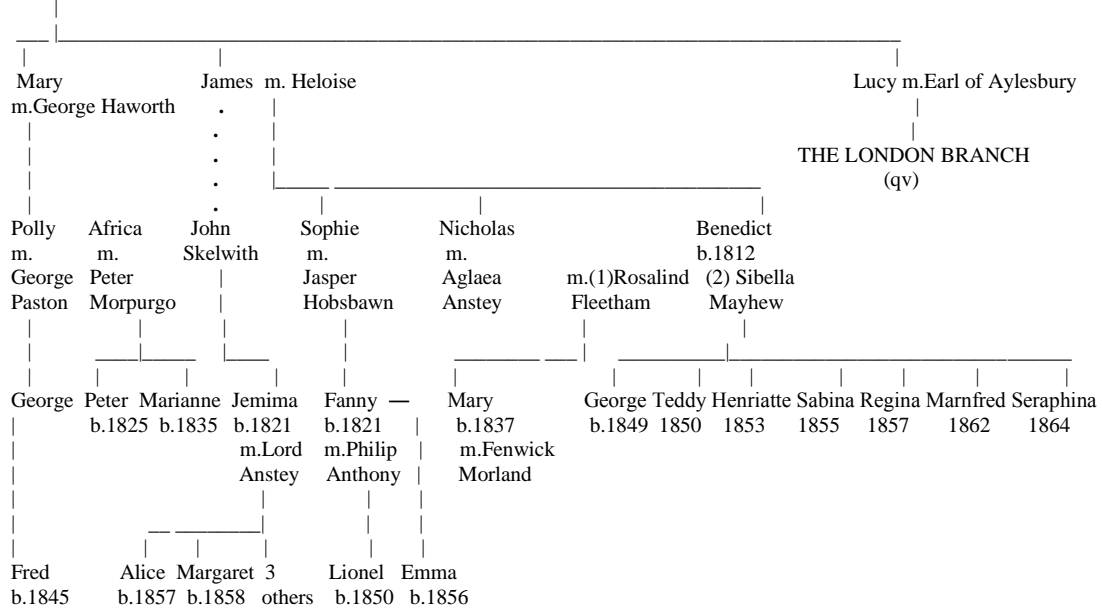 Mary James m. Heloise Lucy m.Earl of Aylesbury
m.George Haworth
THE LONDON BRANCH
(qv)
Polly Africa John Sophie Nicholas Benedict
m. m. Skelwith m. m. b.1812
George Peter Jasper Aglaea m.(1)Rosalind (2) Sibella
Paston Morpurgo Hobsbawn Anstey Fleetham Mayhew
George Peter Marianne Jemima Fanny — Mary George Teddy Henriatte Sabina Regina Marnfred Seraphina
b.1825 b.1835 b.1821 b.1821 b.1837 b.1849 1850 1853 1855 1857 1862 1864
m.Lord m.Philip m.Fenwick
Anstey Anthony Morland
Fred Alice Margaret 3 Lionel Emma
b.1845 b.1857 b.1858 others b.1850 b.1856